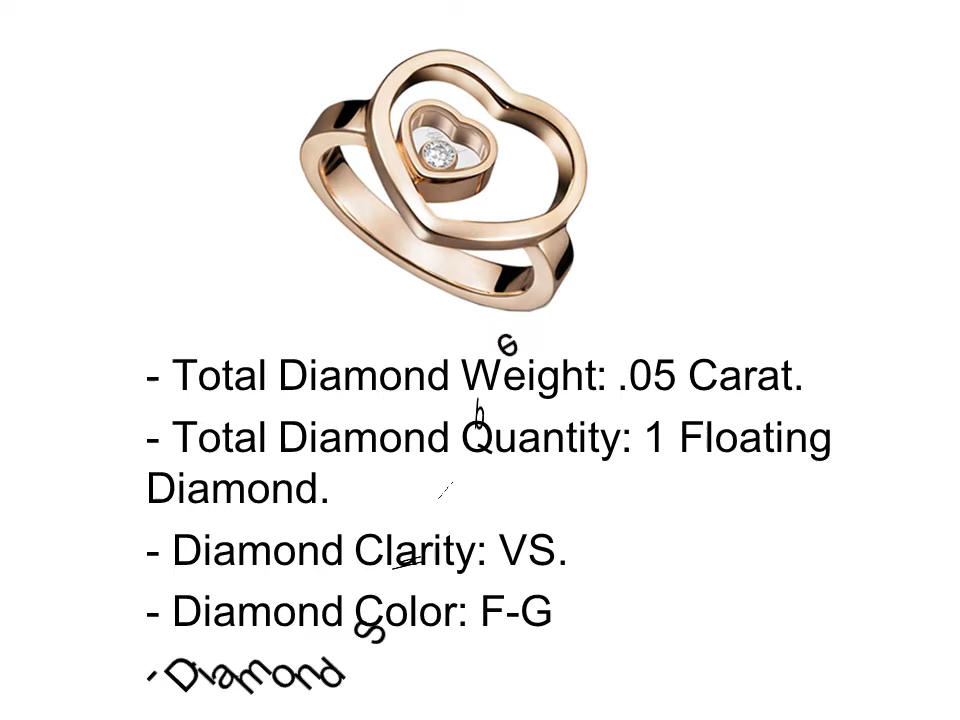 - Total Diamond Weight: .05 Carat.
- Total Diamond Quantity: 1 Floating
Diamond.
- Diamond Clarity: VS.
- Diamond Color: F-G
- Diamond S